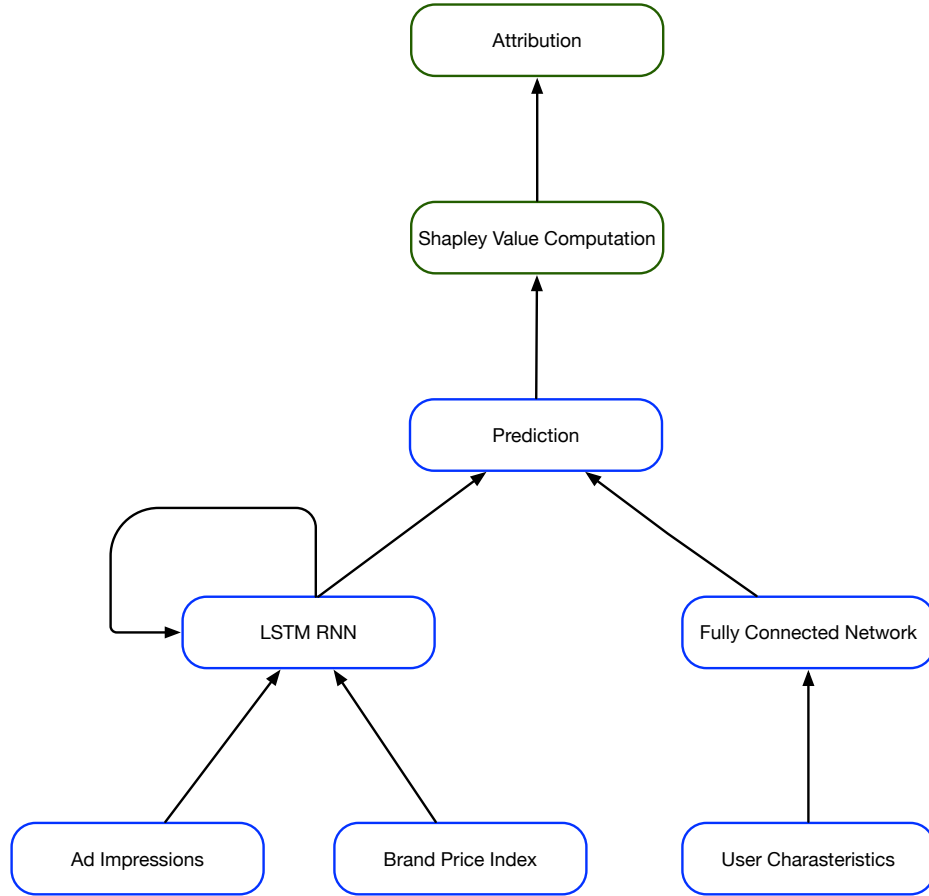 Attribution
Shapley Value Computation
Prediction
LSTM RNN
Fully Connected Network
Ad Impressions
Brand Price Index
User Charasteristics